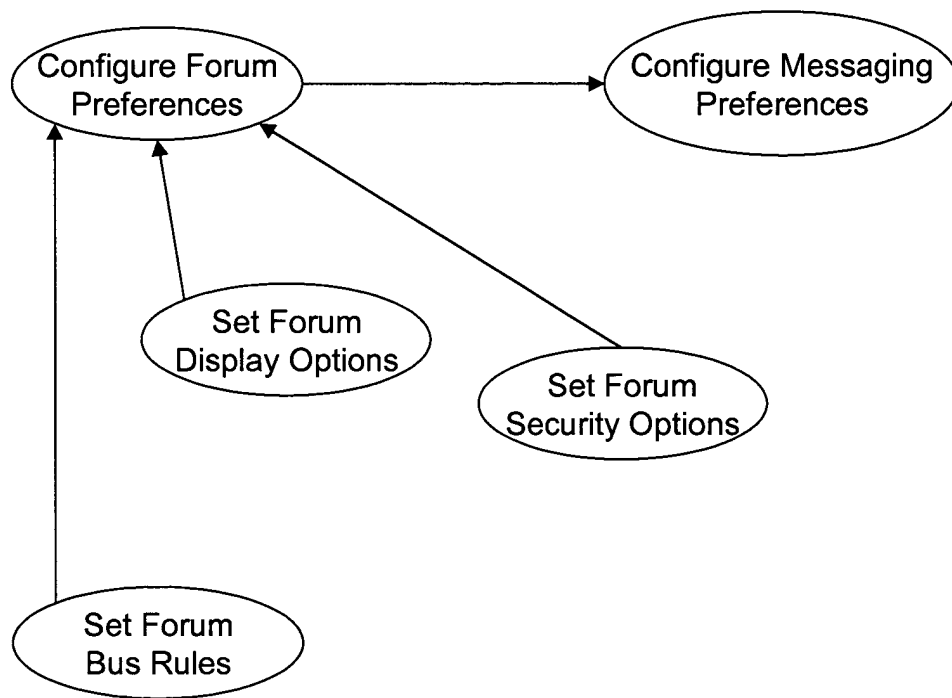 Configure Forum
Preferences
Configure Messaging
Preferences
Set Forum
Display Options
Set Forum
Security Options
Set Forum
Bus Rules